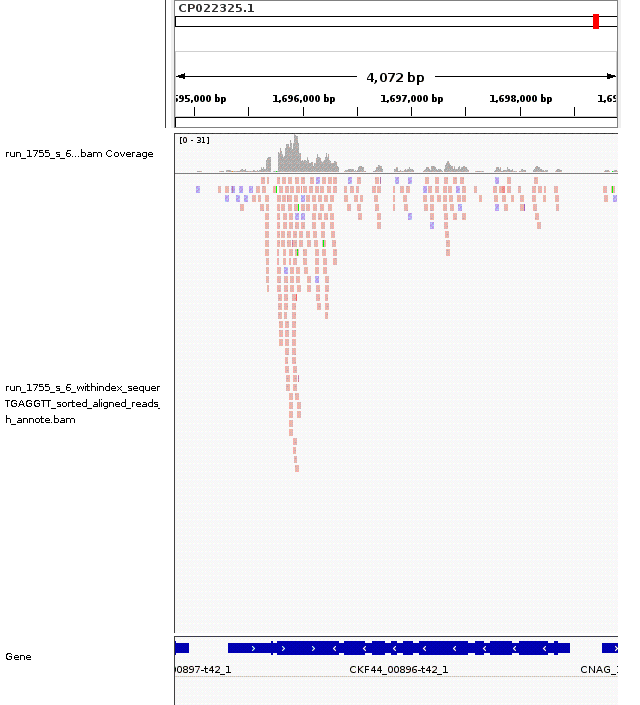 CP022325.1
4,072 bp
595,000 bp 1,696,000 bp 1,697,000 bp 1,698,000 bp 1,69
[0 - 31]
run_1755_s_6...bam Coverage
run_1755_s_6_withindex_sequer
TGAGGTT_sorted_aligned_reads_
h_annote.bam
Gene
00897-t42_1 CKF44_00896-t42_1 CNAG_